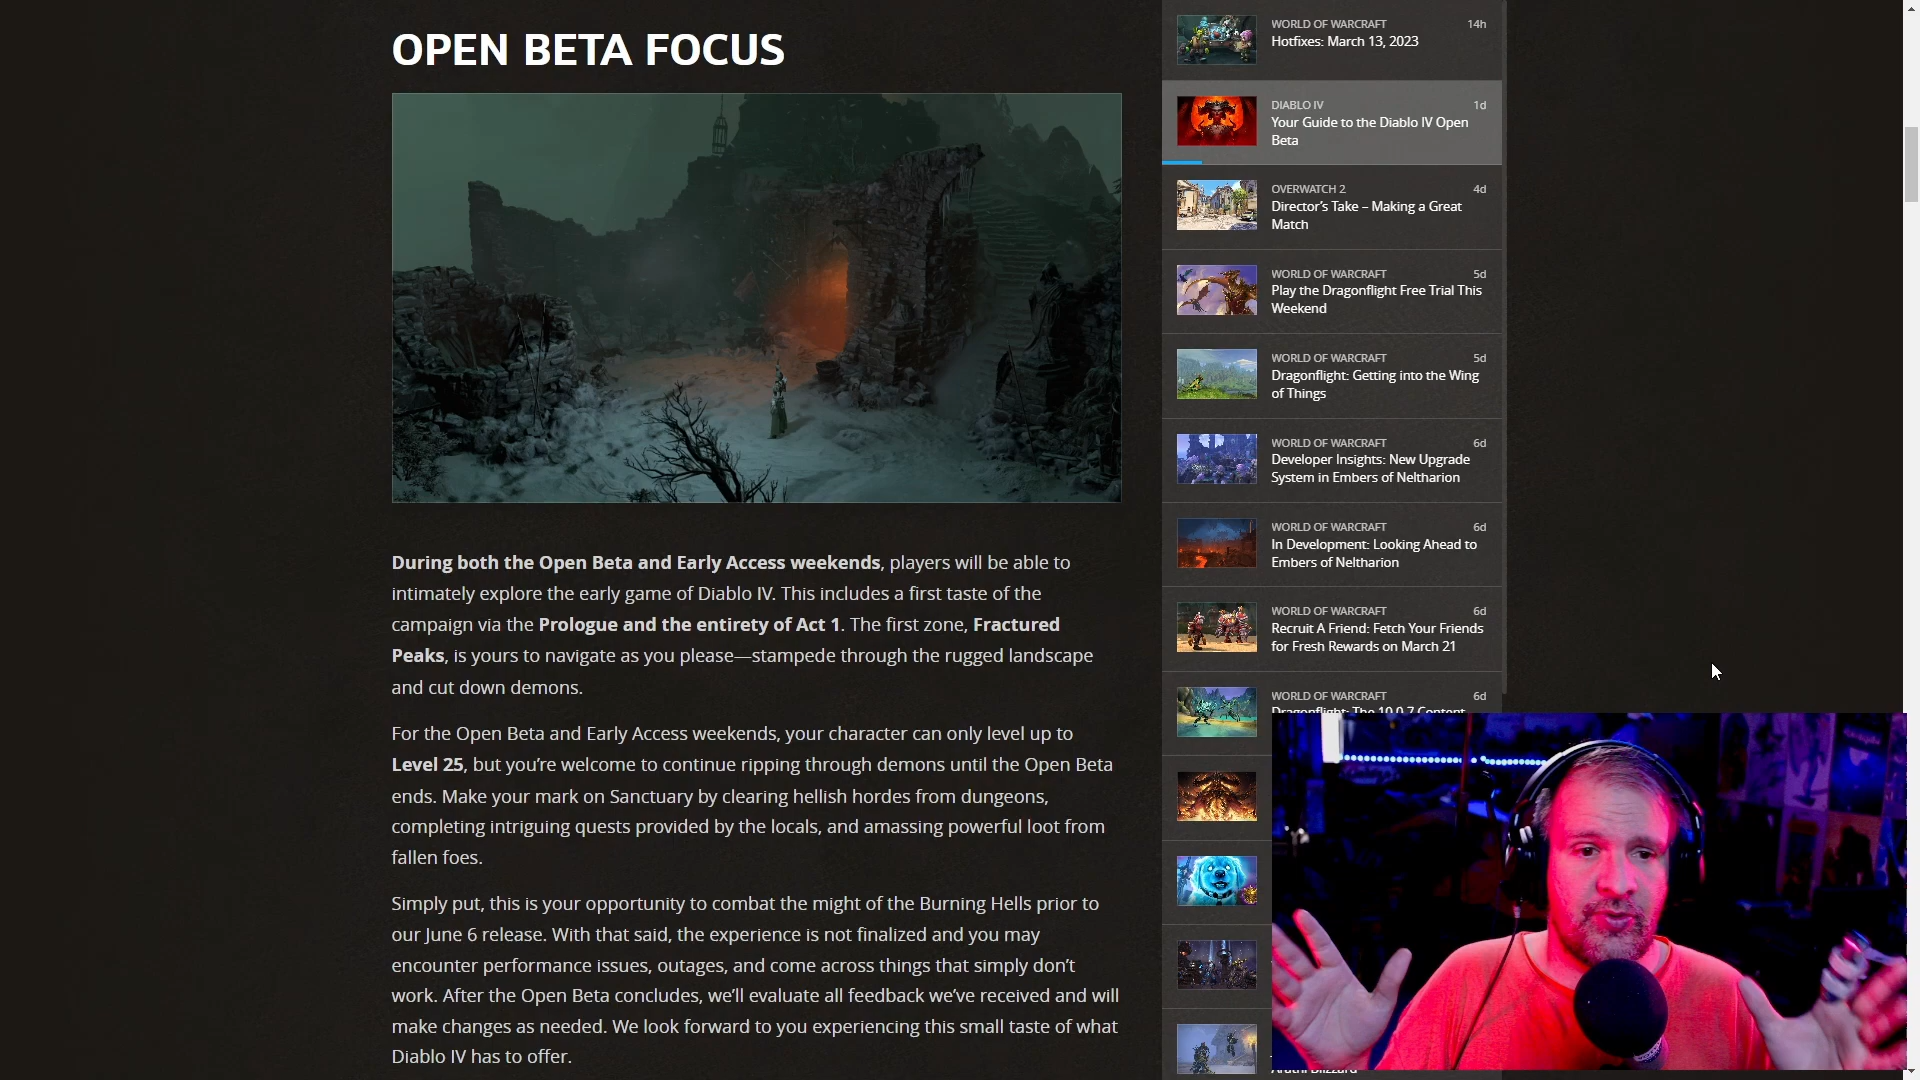 OPEN BETA FOCUS
During both the Open Beta and Early Access weekends, players will be able to
intimately explore the early game of Diablo IV. This includes a first taste of the
campaign via the Prologue and the entirety of Act 1. The first zone, Fractured
Peaks, is yours to navigate as you please—stampede through the rugged landscape
and cut down demons.
For the Open Beta and Early Access weekends, your character can only level up to
Level 25, but you’re welcome to continue ripping through demons until the Open Beta
ends. Make your mark on Sanctuary by clearing hellish hordes from dungeons,
completing intriguing quests provided by the locals, and amassing powerful loot from
fallen foes.
Simply put, this is your opportunity to combat the might of the Burning Hells prior to
our June 6 release. With that said, the experience is not finalized and you may
encounter performance issues, outages, and come across things that simply don’t
work. After the Open Beta concludes, we’ll evaluate all feedback we’ve received and will
make changes as needed. We look forward to you experiencing this small taste of what
Diablo IV has to offer.
WORLD OF WARCRAFT 14h
Hotfixes: March 13, 2023
DIABLO IV 1d
Your Guide to the Diablo IV Open
Beta
OVERWATCH 2 4d
Director’s Take – Making a Great
Match
WORLD OF WARCRAFT 5d
Play the Dragonflight Free Trial This
Weekend
WORLD OF WARCRAFT 5d
Dragonflight: Getting into the Wing
of Things
WORLD OF WARCRAFT 6d
Developer Insights: New Upgrade
System in Embers of Neltharion
WORLD OF WARCRAFT 6d
In Development: Looking Ahead to
Embers of Neltharion
WORLD OF WARCRAFT 6d
Recruit A Friend: Fetch Your Friends
for Fresh Rewards on March 21
WORLD OF WARCRAFT 6d
Dragonflight: The 10.0.7 Content